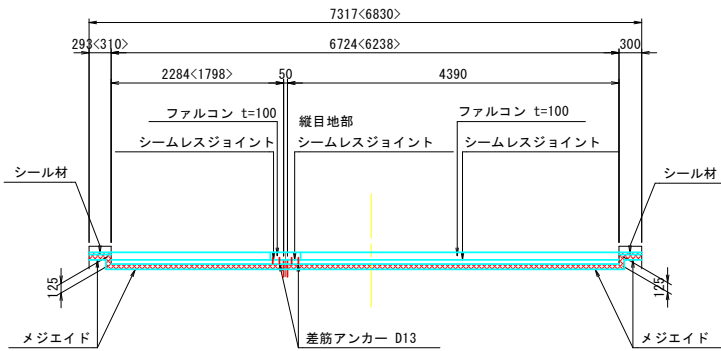 7317<6830>
293<310>
6724<6238>
300
2284<1798>
50
4390
ファルコン t=100
縦目地部
ファルコン t=100
シームレスジョイント
シームレスジョイント
シームレスジョイント
シール材
シール材
125
125
メジエイド
差筋アンカー D13
メジエイド